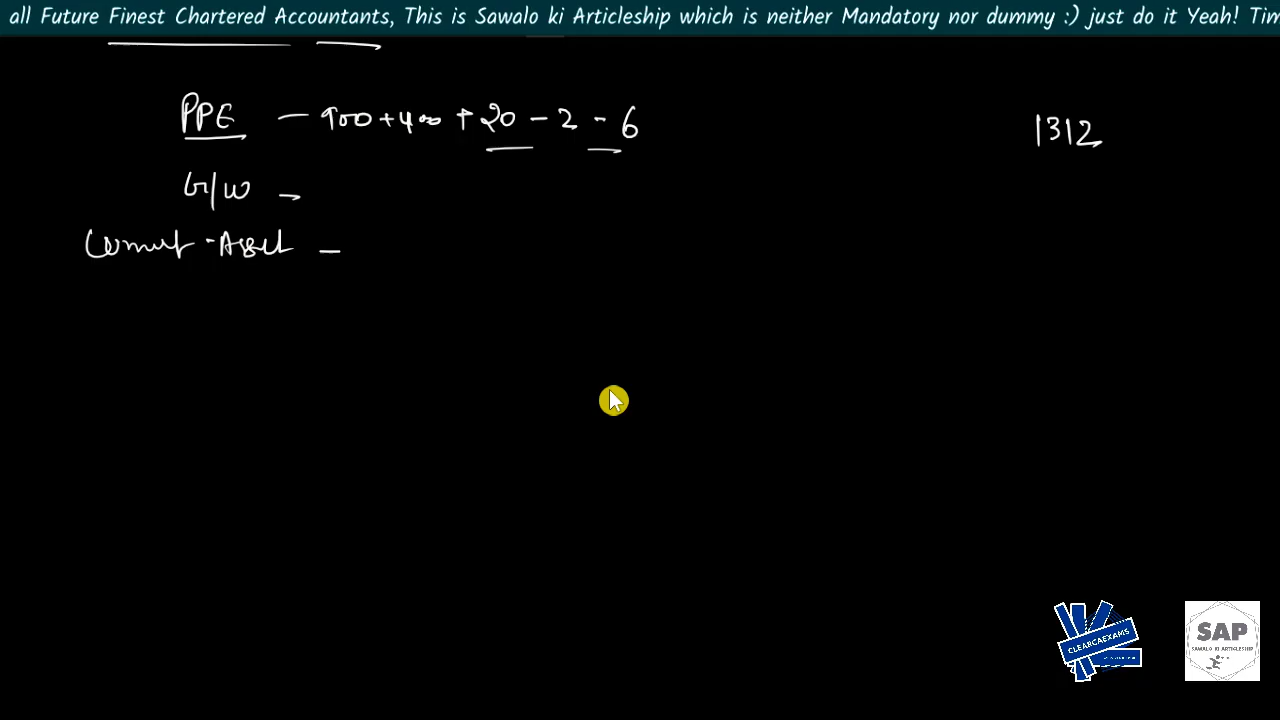 all Future Finest Chartered Accountants, This is Sawalo ki Articleship which is neither Mandatory nor dummy :) just do it Yeah! Tim
PPE — 900+400 + 20 - 2 - 6 1312
G/W -
Current - Asset -
CLEARCAEXAMS
SAP
SAWALO KI ARTICLESHIP